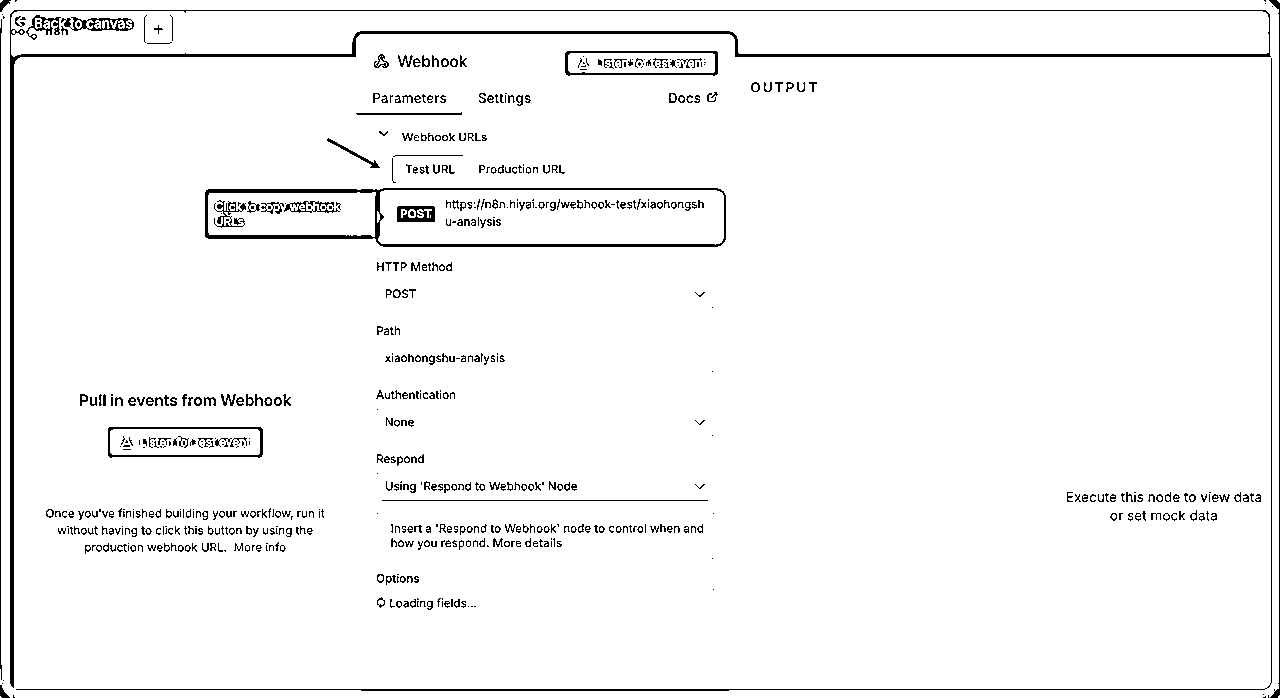 Back to canvas
n8n
+
Webhook
Listen for test event
OUTPUT
Parameters
Settings
Docs
Webhook URLs
Test URL
Production URL
Click to copy webhook
URLs
POST
https://n8n.hiyai.org/webhook-test/xiaohongsh
u-analysis
HTTP Method
POST
Path
xiaohongshu-analysis
Authentication
None
Respond
Using 'Respond to Webhook' Node
Insert a 'Respond to Webhook' node to control when and
how you respond. More details
Options
Loading fields...
Pull in events from Webhook
Listen for test event
Once you've finished building your workflow, run it
without having to click this button by using the
production webhook URL. More info
Execute this node to view data
or set mock data